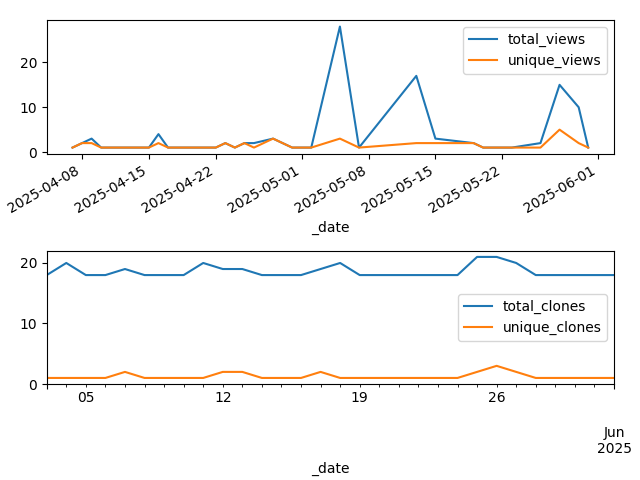 total_views
unique_views
20
10
0
2025-04-08
2025-04-15
2025-04-22
2025-05-01
2025-05-08
2025-05-15
2025-05-22
2025-06-01
_date
20
10
0
total_clones
unique_clones
05
12
19
26
Jun
2025
_date